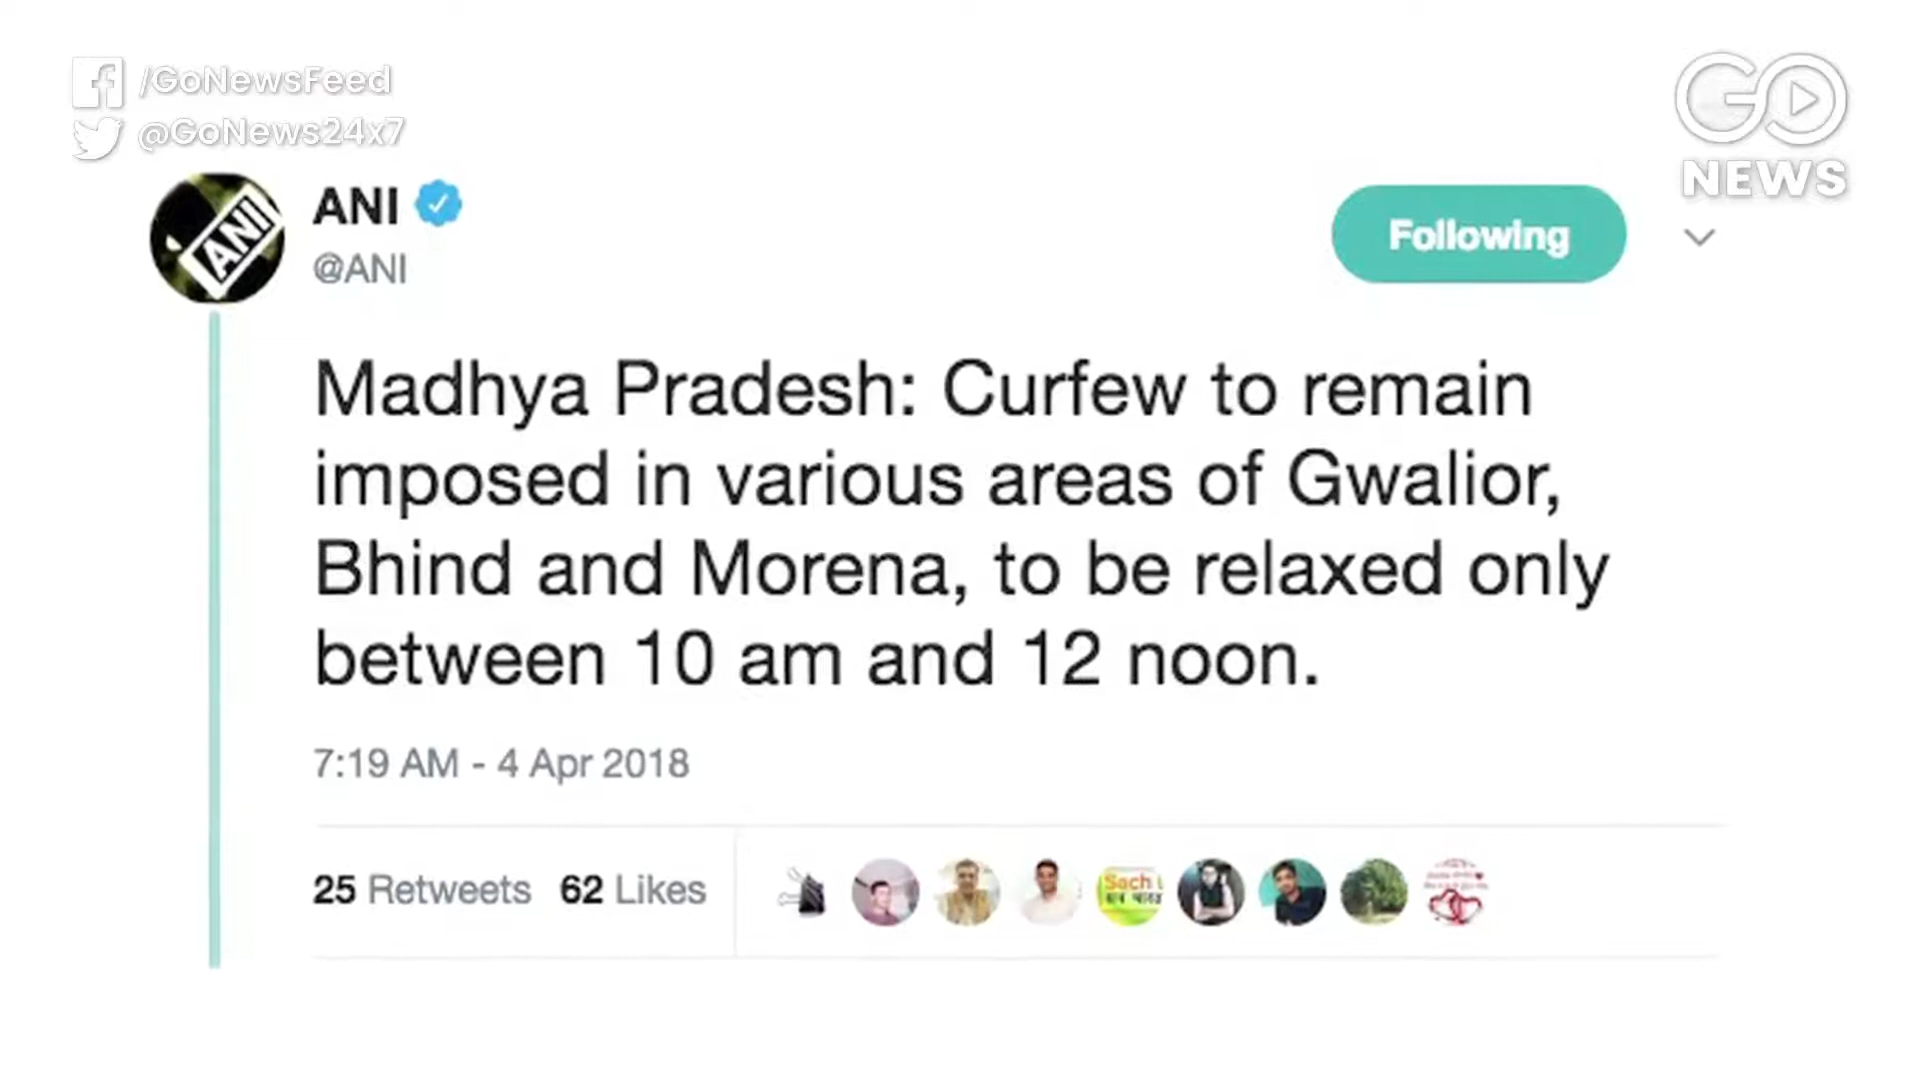 /GoNewsFeed
@GoNews24x7
GO
NEWS
ANI
ANI
@ANI
Following
Madhya Pradesh: Curfew to remain
imposed in various areas of Gwalior,
Bhind and Morena, to be relaxed only
between 10 am and 12 noon.
7:19 AM - 4 Apr 2018
25 Retweets 62 Likes
Sach